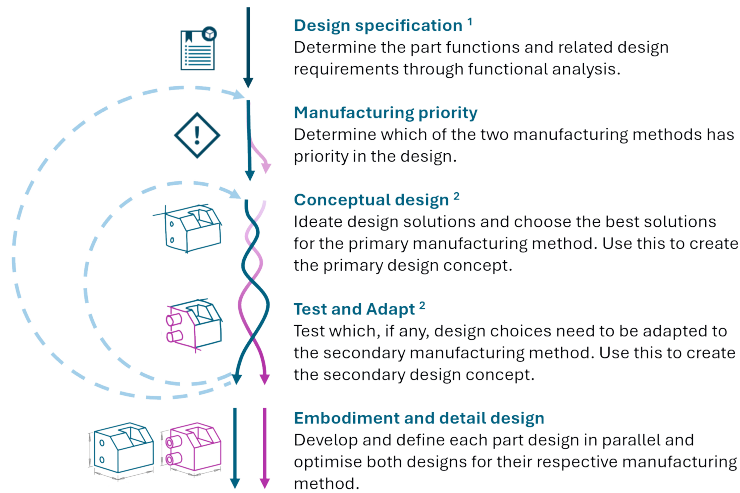 Design specification 1
Determine the part functions and related design
requirements through functional analysis.
Manufacturing priority
Determine which of the two manufacturing methods has
priority in the design.
Conceptual design 2
Ideate design solutions and choose the best solutions
for the primary manufacturing method. Use this to create
the primary design concept.
Test and Adapt 2
Test which, if any, design choices need to be adapted to
the secondary manufacturing method. Use this to create
the secondary design concept.
Embodiment and detail design
Develop and define each part design in parallel and
optimise both designs for their respective manufacturing
method.